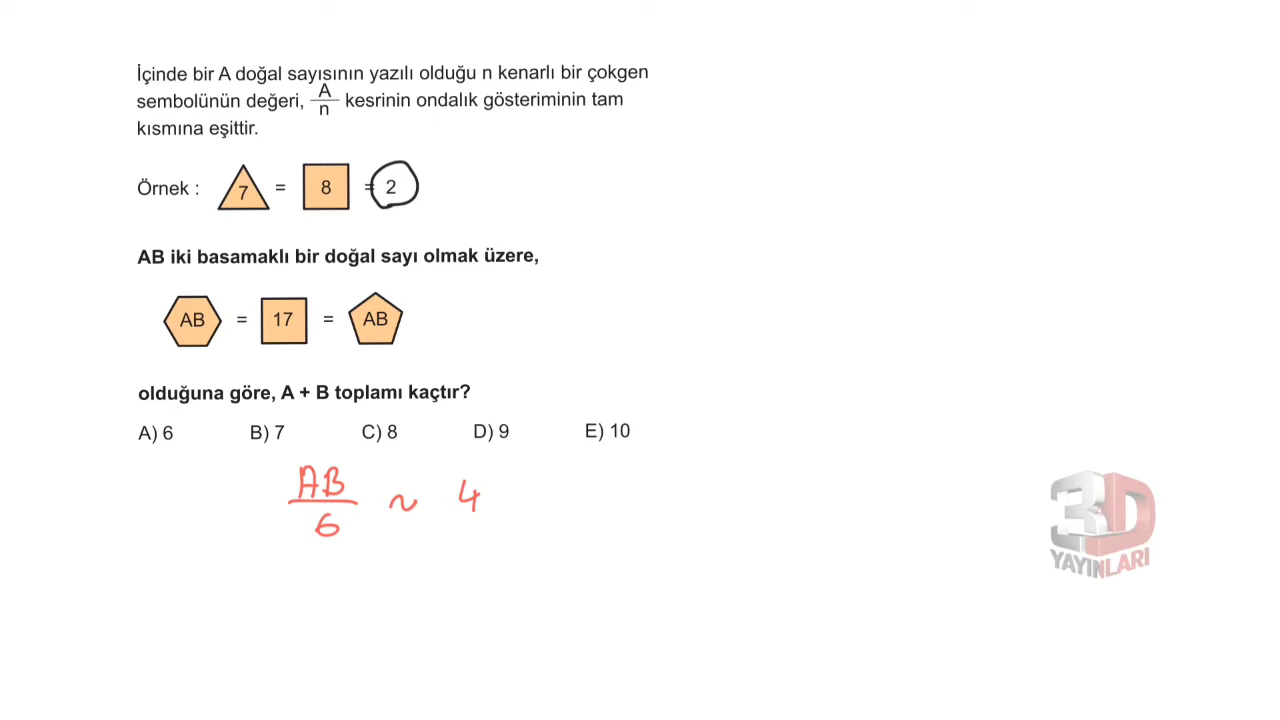 İçinde bir A doğal sayısının yazılı olduğu n kenarlı bir çokgen
sembolünün değeri, A/n kesrinin ondalık gösteriminin tam
kısmına eşittir.
Örnek : 7 = 8 = 2
AB iki basamaklı bir doğal sayı olmak üzere,
AB = 17 = AB
olduğuna göre, A + B toplamı kaçtır?
A) 6 B) 7 C) 8 D) 9 E) 10
AB/6 ~ 4
3D
YAYINLARI